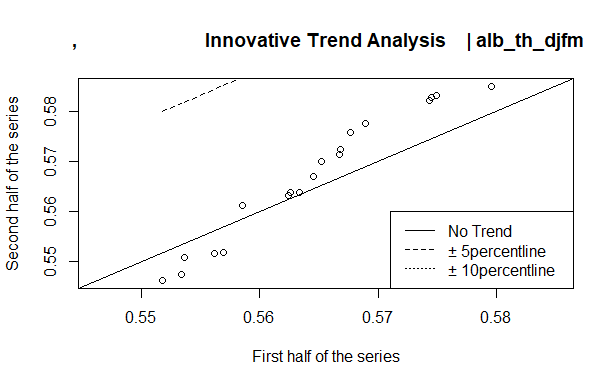 , Innovative Trend Analysis | alb_th_djfm
Second half of the series
0.58
0.57
0.56
0.55
No Trend
± 5percentline
± 10percentline
0.55 0.56 0.57 0.58
First half of the series